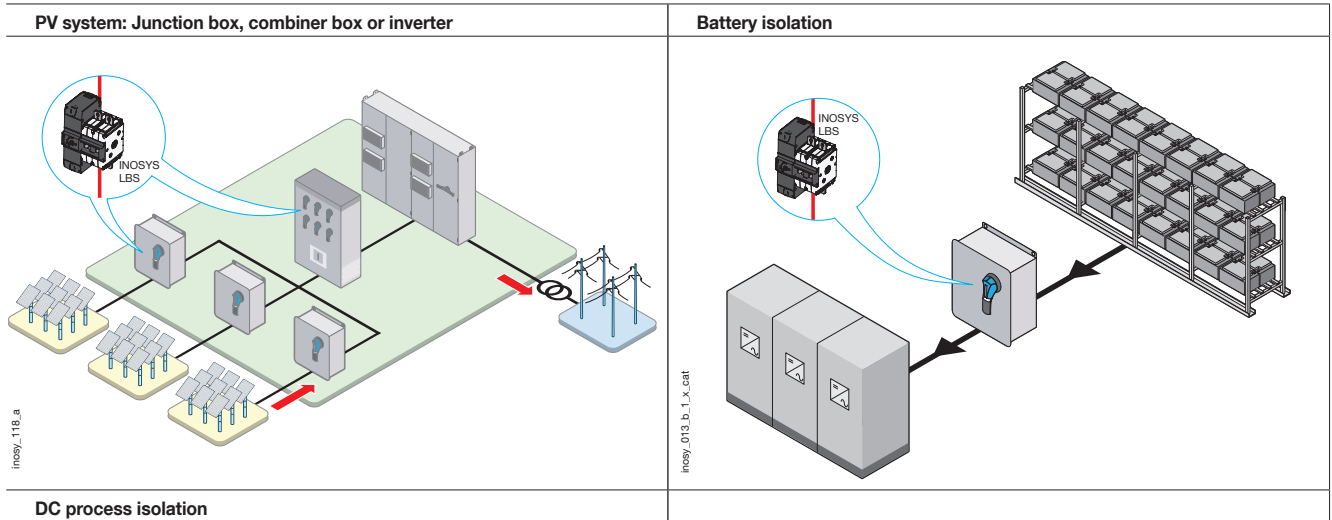 PV system: Junction box, combiner box or inverter
INOSYS
LBS
inosy_118_a
Battery isolation
INOSYS
LBS
inosy_013_b_1_x_cat
DC process isolation